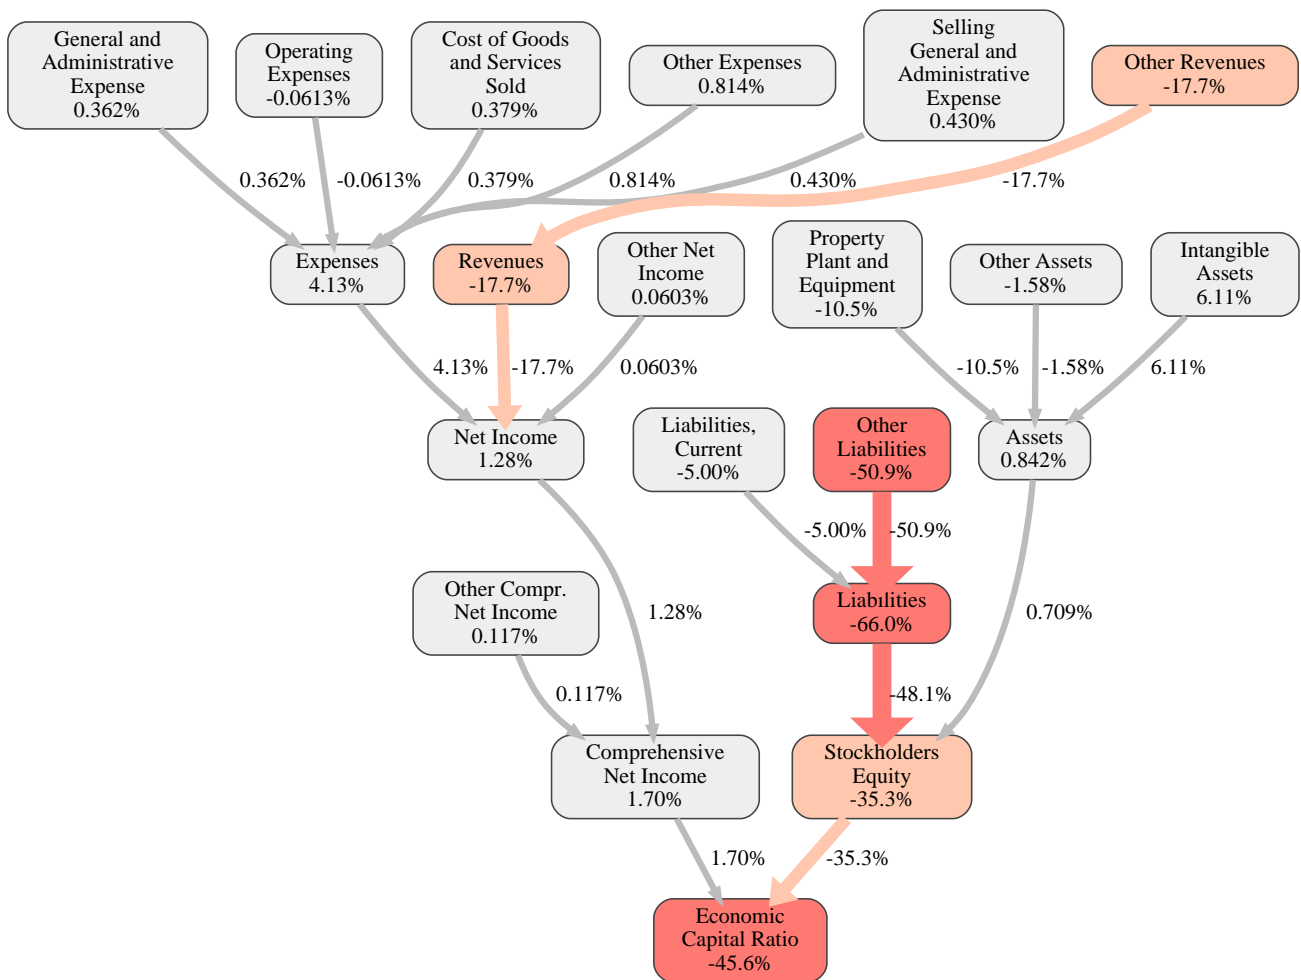 General and
Administrative
Expense
0.362%
Operating
Expenses
-0.0613%
Cost of Goods
and Services
Sold
0.379%
Other Expenses
0.814%
Selling
General and
Administrative
Expense
0.430%
Other Revenues
-17.7%
0.362%
-0.0613%
0.379%
0.814%
0.430%
-17.7%
Expenses
4.13%
Revenues
-17.7%
Other Net
Income
0.0603%
Property
Plant and
Equipment
-10.5%
Other Assets
-1.58%
Intangible
Assets
6.11%
4.13%
-17.7%
0.0603%
-10.5%
-1.58%
6.11%
Net Income
1.28%
Liabilities,
Current
-5.00%
Other
Liabilities
-50.9%
Assets
0.842%
-5.00%
-50.9%
Other Compr.
Net Income
0.117%
1.28%
Liabilities
-66.0%
0.709%
0.117%
-48.1%
Comprehensive
Net Income
1.70%
Stockholders
Equity
-35.3%
1.70%
-35.3%
Economic
Capital Ratio
-45.6%